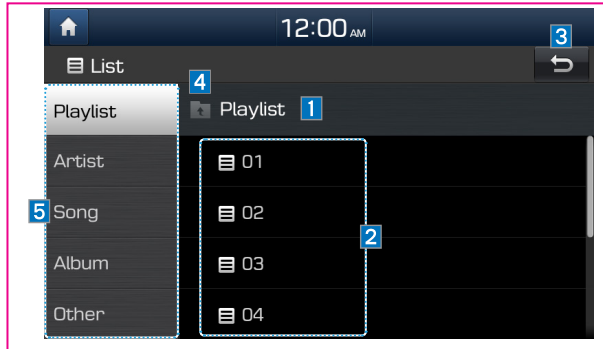 12:00 AM
List
3
4
Playlist
Playlist 1
Artist
01
5
Song
02
2
Album
03
Other
04